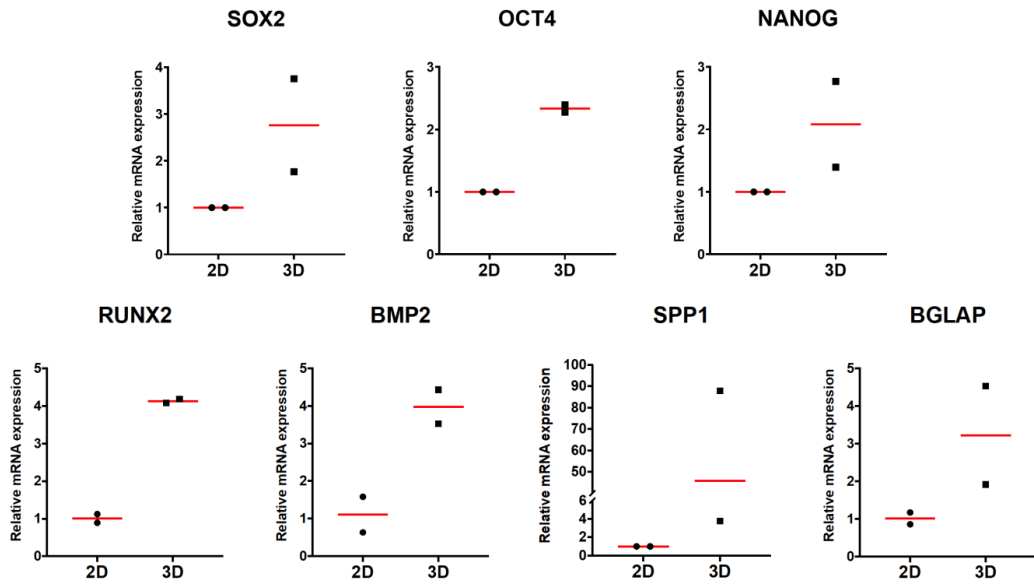 SOX2 OCT4 NANOG
Relative mRNA expression
4
3
2
1
0
2D 3D
Relative mRNA expression
3
2
1
0
2D 3D
Relative mRNA expression
3
2
1
0
2D 3D
RUNX2 BMP2 SPP1 BGLAP
Relative mRNA expression
5
4
3
2
1
0
2D 3D
Relative mRNA expression
5
4
3
2
1
0
2D 3D
Relative mRNA expression
100
90
80
70
60
50
6
4
2
0
2D 3D
Relative mRNA expression
5
4
3
2
1
0
2D 3D